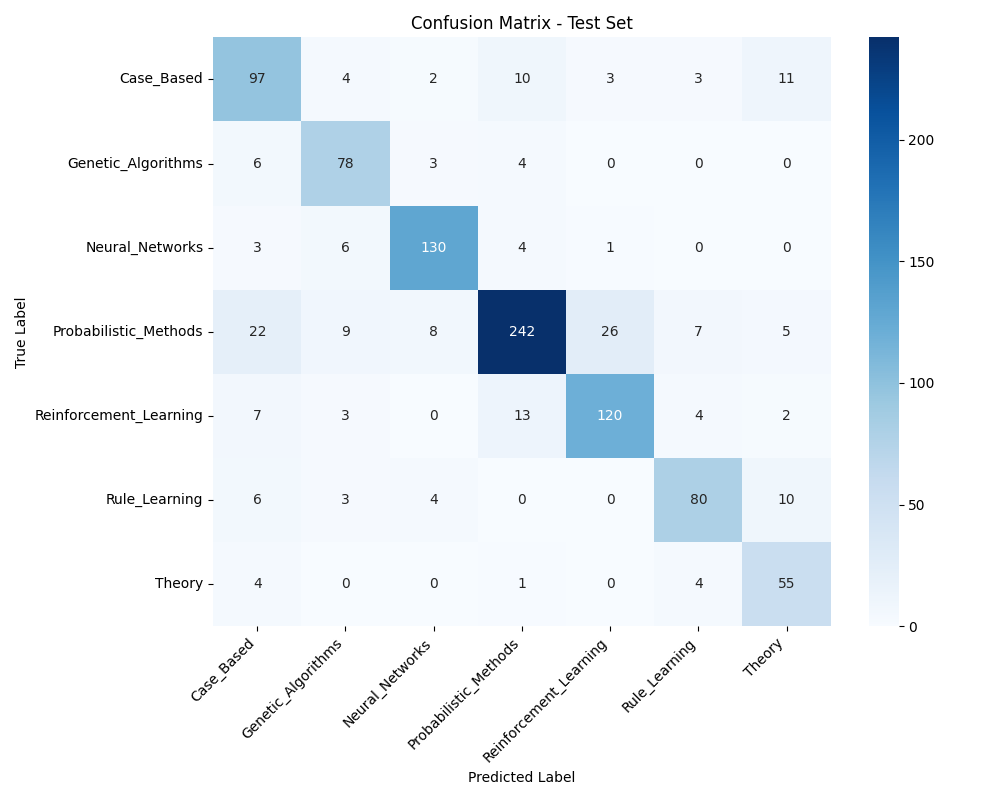 Confusion Matrix - Test Set
True Label
Case_Based 97 4 2 10 3 3 11
Genetic_Algorithms 6 78 3 4 0 0 0
Neural_Networks 3 6 130 4 1 0 0
Probabilistic_Methods 22 9 8 242 26 7 5
Reinforcement_Learning 7 3 0 13 120 4 2
Rule_Learning 6 3 4 0 0 80 10
Theory 4 0 0 1 0 4 55
Case_Based
Genetic_Algorithms
Neural_Networks
Probabilistic_Methods
Reinforcement_Learning
Rule_Learning
Theory
Predicted Label
200
150
100
50
0